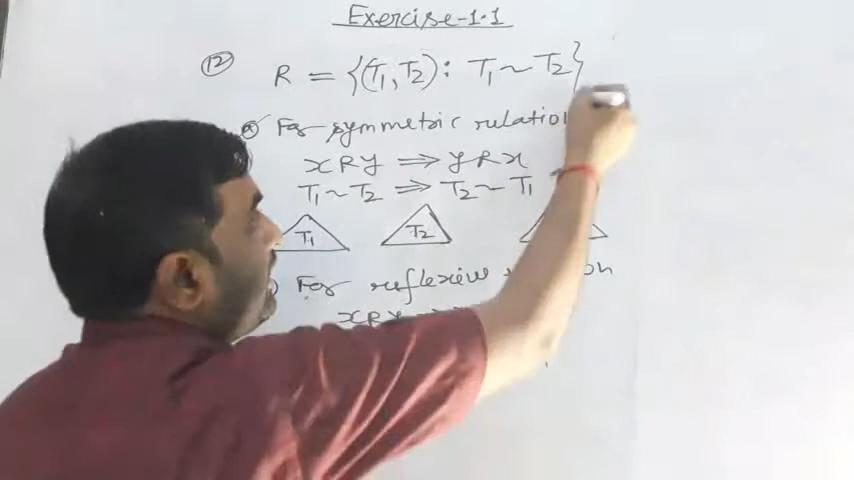 Exercise-1.1
12 R = {(T1, T2): T1 ~ T2}
For symmetric relation
xRy ⇒ yRx
T1 ~ T2 ⇒ T2 ~ T1
T1 T2
For reflexive